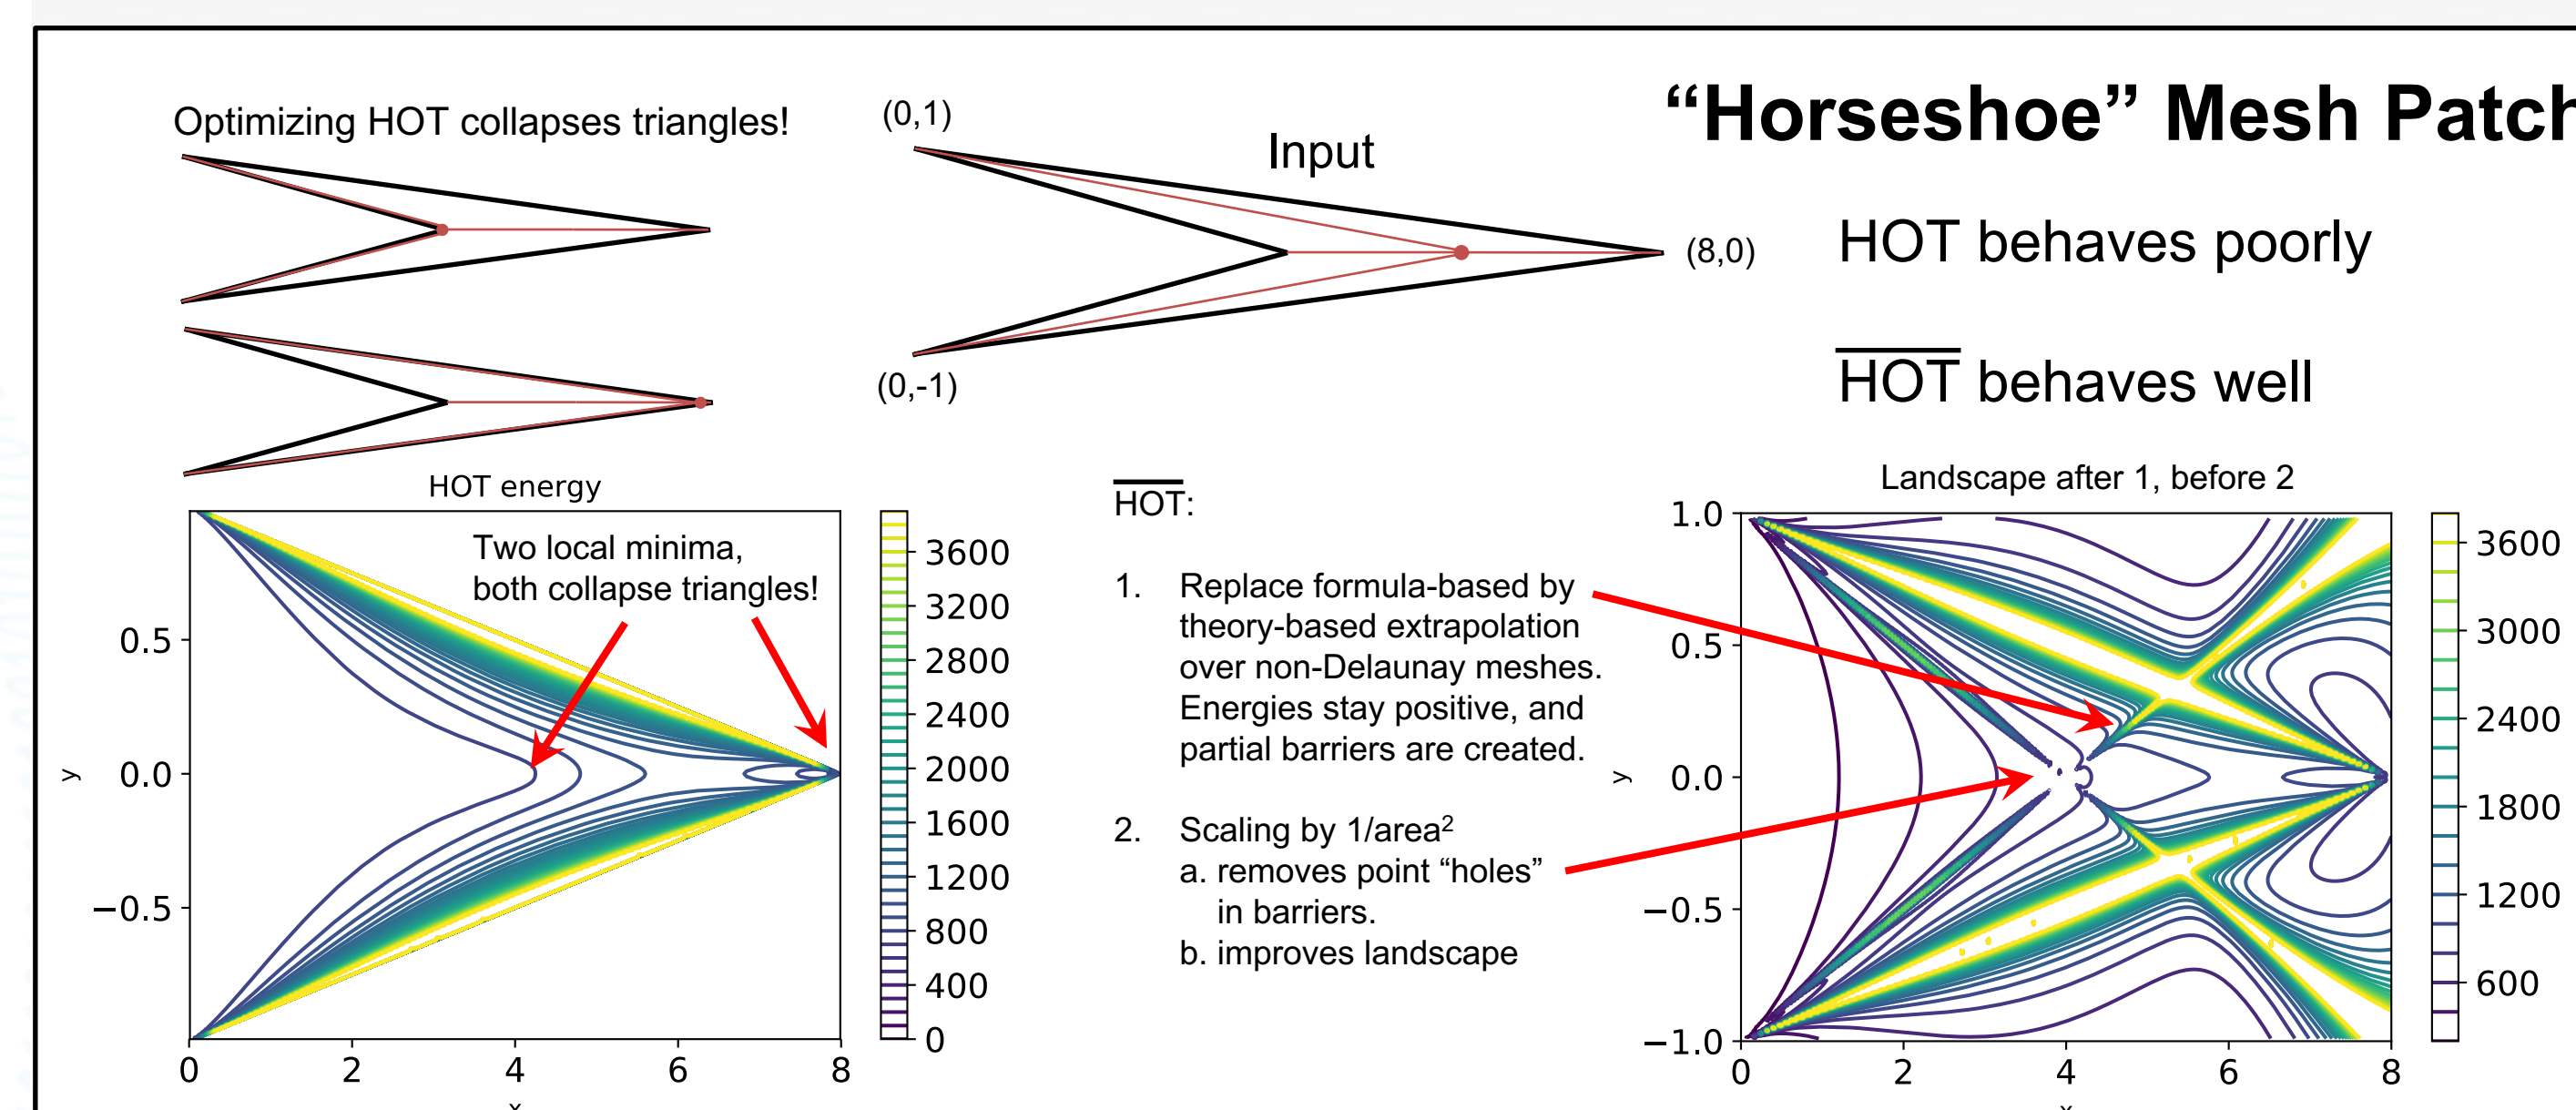 “Horseshoe” Mesh Patch
Optimizing HOT collapses triangles!
(0,1)
Input
(8,0)
(0,-1)
HOT behaves poorly
H̅O̅T̅ behaves well
HOT energy
Two local minima,
both collapse triangles!
0.5
0.0
−0.5
y
0 2 4 6 8
x
3600
3200
2800
2400
2000
1600
1200
800
400
0
H̅O̅T̅:
1. Replace formula-based by
theory-based extrapolation
over non-Delaunay meshes.
Energies stay positive, and
partial barriers are created.
2. Scaling by 1/area²
a. removes point “holes”
in barriers.
b. improves landscape
Landscape after 1, before 2
1.0
0.5
0.0
−0.5
−1.0
y
0 2 4 6 8
x
3600
3000
2400
1800
1200
600